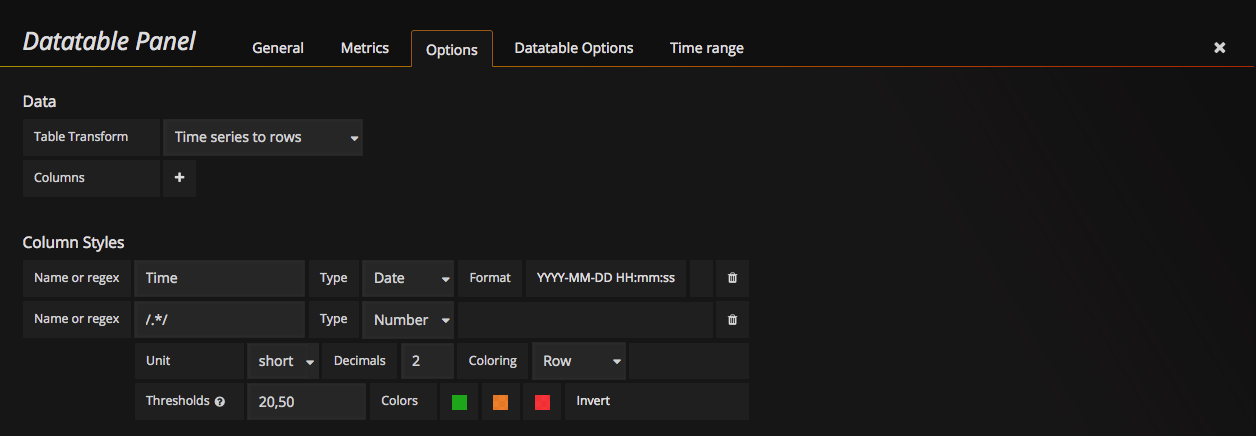 Datatable Panel General Metrics Options Datatable Options Time range
Data
Table Transform Time series to rows
Columns
Column Styles
Name or regex Time Type Date Format YYYY-MM-DD HH:mm:ss
Name or regex /.*/ Type Number
Unit short Decimals 2 Coloring Row
Thresholds 20,50 Colors Invert